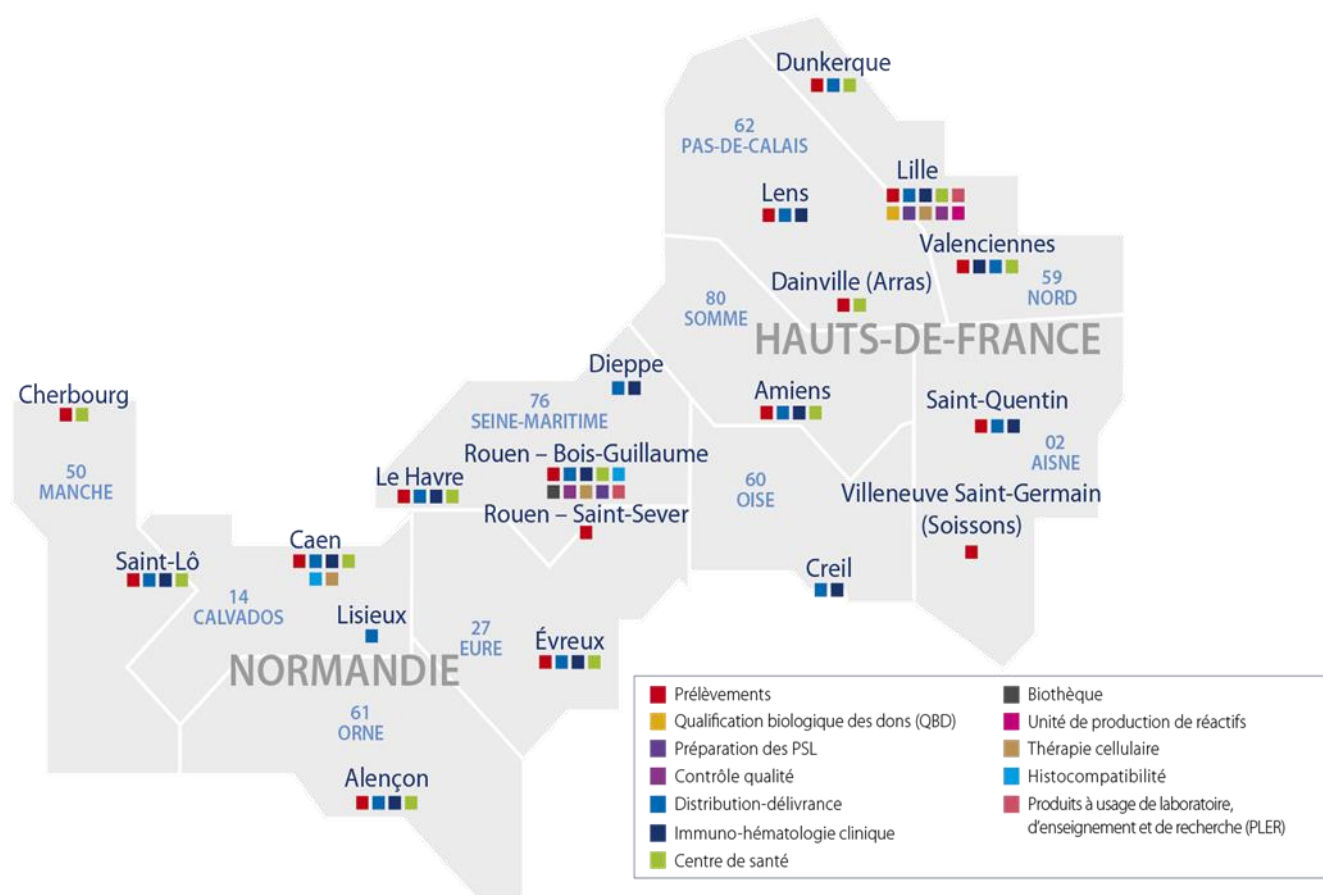 Dunkerque
62
PAS-DE-CALAIS
Lille
Lens
Valenciennes
59
NORD
Dainville (Arras)
80
SOMME
HAUTS-DE-FRANCE
Dieppe
Amiens
Saint-Quentin
Cherbourg
76
SEINE-MARITIME
02
AISNE
Rouen – Bois-Guillaume
50
MANCHE
Le Havre
60
OISE
Villeneuve Saint-Germain
(Soissons)
Rouen – Saint-Sever
Caen
Saint-Lô
Creil
14
CALVADOS
Lisieux
27
EURE
Évreux
NORMANDIE
61
ORNE
Alençon
Prélèvements
Qualification biologique des dons (QBD)
Préparation des PSL
Contrôle qualité
Distribution-délivrance
Immuno-hématologie clinique
Centre de santé
Biothèque
Unité de production de réactifs
Thérapie cellulaire
Histocompatibilité
Produits à usage de laboratoire,
d'enseignement et de recherche (PLER)